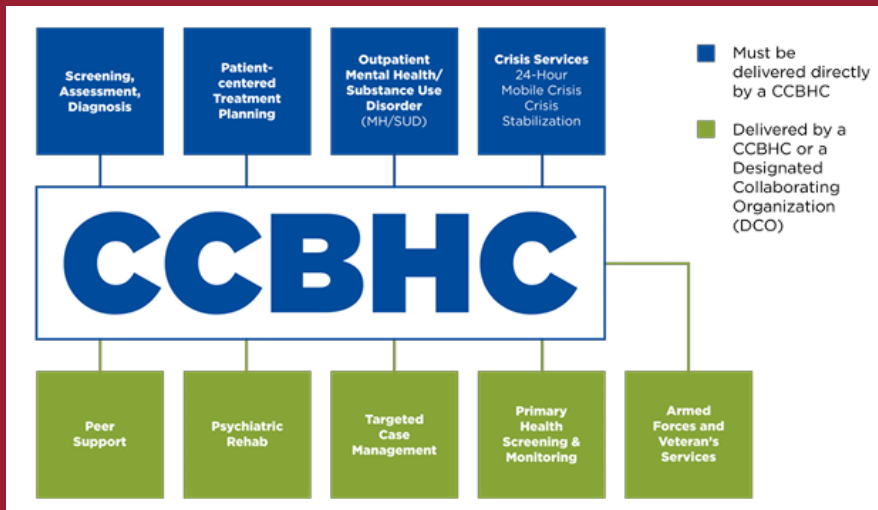 Screening,
Assessment,
Diagnosis
Patient-
centered
Treatment
Planning
Outpatient
Mental Health/
Substance Use
Disorder
(MH/SUD)
Crisis Services
24-Hour
Mobile Crisis
Crisis
Stabilization
Must be
delivered directly
by a CCBHC
Delivered by a
CCBHC or a
Designated
Collaborating
Organization
(DCO)
CCBHC
Peer
Support
Psychiatric
Rehab
Targeted
Case
Management
Primary
Health
Screening &
Monitoring
Armed
Forces and
Veteran's
Services